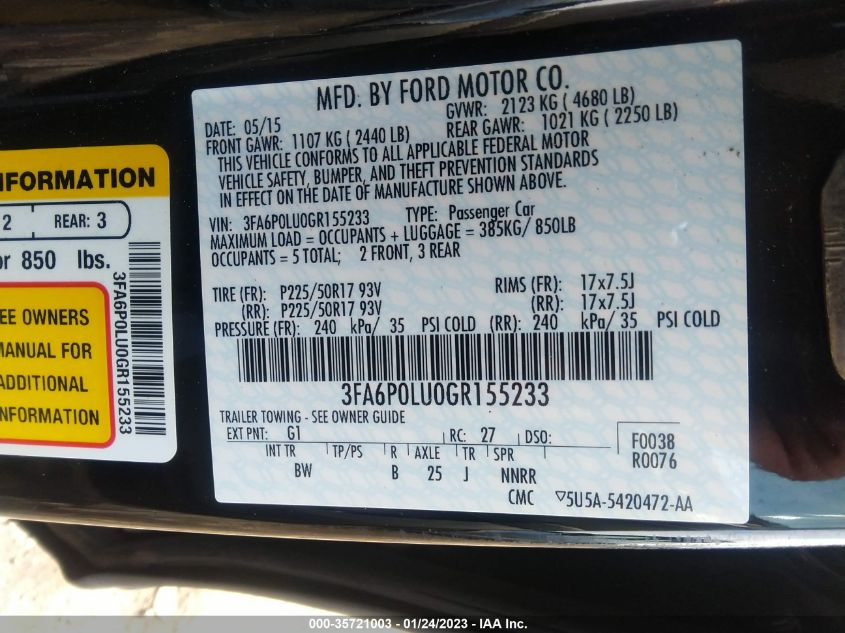 NFORMATION
2 REAR: 3
or 850 lbs.
EE OWNERS
MANUAL FOR
ADDITIONAL
NFORMATION
3FA6P0LU0GR155233
MFD. BY FORD MOTOR CO.
DATE: 05/15 GVWR: 2123 KG ( 4680 LB)
FRONT GAWR: 1107 KG ( 2440 LB) REAR GAWR: 1021 KG ( 2250 LB)
THIS VEHICLE CONFORMS TO ALL APPLICABLE FEDERAL MOTOR
VEHICLE SAFETY, BUMPER, AND THEFT PREVENTION STANDARDS
IN EFFECT ON THE DATE OF MANUFACTURE SHOWN ABOVE.
VIN: 3FA6P0LU0GR155233 TYPE: Passenger Car
MAXIMUM LOAD = OCCUPANTS + LUGGAGE = 385KG/ 850LB
OCCUPANTS = 5 TOTAL; 2 FRONT, 3 REAR
TIRE (FR): P225/50R17 93V RIMS (FR): 17x7.5J
(RR): P225/50R17 93V (RR): 17x7.5J
PRESSURE (FR): 240 kPa/ 35 PSI COLD (RR): 240 kPa/ 35 PSI COLD
3FA6P0LU0GR155233
TRAILER TOWING - SEE OWNER GUIDE
EXT PNT: G1 RC: 27 DSO: F0038
INT TR TP/PS R AXLE TR SPR R0076
BW B 25 J NNRR
CMC ▽5U5A-5420472-AA
000-35721003 - 01/24/2023 - IAA Inc.